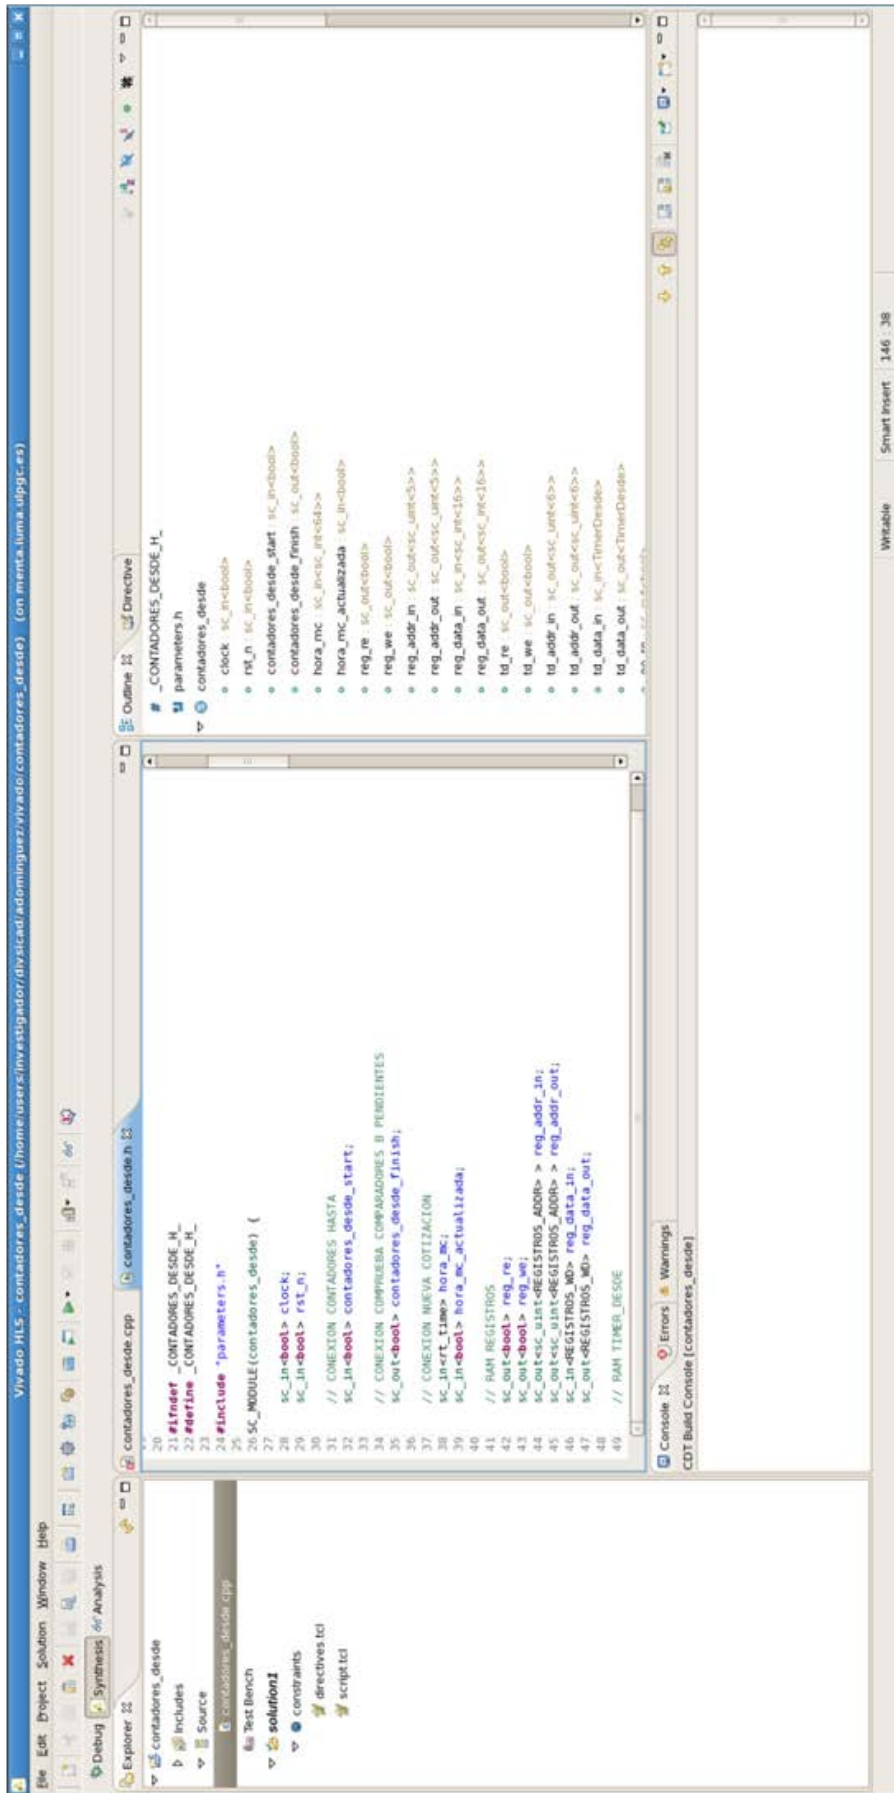 Vivado HLS - contadores_desde (/home/users/investigador/divsicad/adominguez/vivado/contadores_desde) (on menta.iuma.ulpgc.es)
File Edit Project Solution Window Help
Debug Synthesis Analysis
Explorer
contadores_desde
Includes
Source
contadores_desde.cpp
Test Bench
solution1
constraints
directives.tcl
script.tcl
contadores_desde.cpp contadores_desde.h
20
21 #ifndef _CONTADORES_DESDE_H_
22 #define _CONTADORES_DESDE_H_
23
24 #include "parameters.h"
25
26 SC_MODULE(contadores_desde) {
27
28 sc_in<bool> clock;
29 sc_in<bool> rst_n;
30
31 // CONEXION CONTADORES HASTA
32 sc_in<bool> contadores_desde_start;
33
34 // CONEXION COMPRUEBA COMPARADORES B PENDIENTES
35 sc_out<bool> contadores_desde_finish;
36
37 // CONEXION NUEVA COTIZACION
38 sc_in<rt_time> hora_mc;
39 sc_in<bool> hora_mc_actualizada;
40
41 // RAM REGISTROS
42 sc_out<bool> reg_re;
43 sc_out<bool> reg_we;
44 sc_out<sc_uint<REGISTROS_ADDR> > reg_addr_in;
45 sc_out<sc_uint<REGISTROS_ADDR> > reg_addr_out;
46 sc_in<REGISTROS_WD> reg_data_in;
47 sc_out<REGISTROS_WD> reg_data_out;
48
49 // RAM TIMER_DESDE
Outline Directive
# _CONTADORES_DESDE_H_
parameters.h
contadores_desde
clock : sc_in<bool>
rst_n : sc_in<bool>
contadores_desde_start : sc_in<bool>
contadores_desde_finish : sc_out<bool>
hora_mc : sc_in<sc_int<64>>
hora_mc_actualizada : sc_in<bool>
reg_re : sc_out<bool>
reg_we : sc_out<bool>
reg_addr_in : sc_out<sc_uint<5>>
reg_addr_out : sc_out<sc_uint<5>>
reg_data_in : sc_in<sc_int<16>>
reg_data_out : sc_out<sc_int<16>>
td_re : sc_out<bool>
td_we : sc_out<bool>
td_addr_in : sc_out<sc_uint<6>>
td_addr_out : sc_out<sc_uint<6>>
td_data_in : sc_in<TimerDesde>
td_data_out : sc_out<TimerDesde>
Console Errors Warnings
CDT Build Console [contadores_desde]
Writable Smart Insert 146 : 38